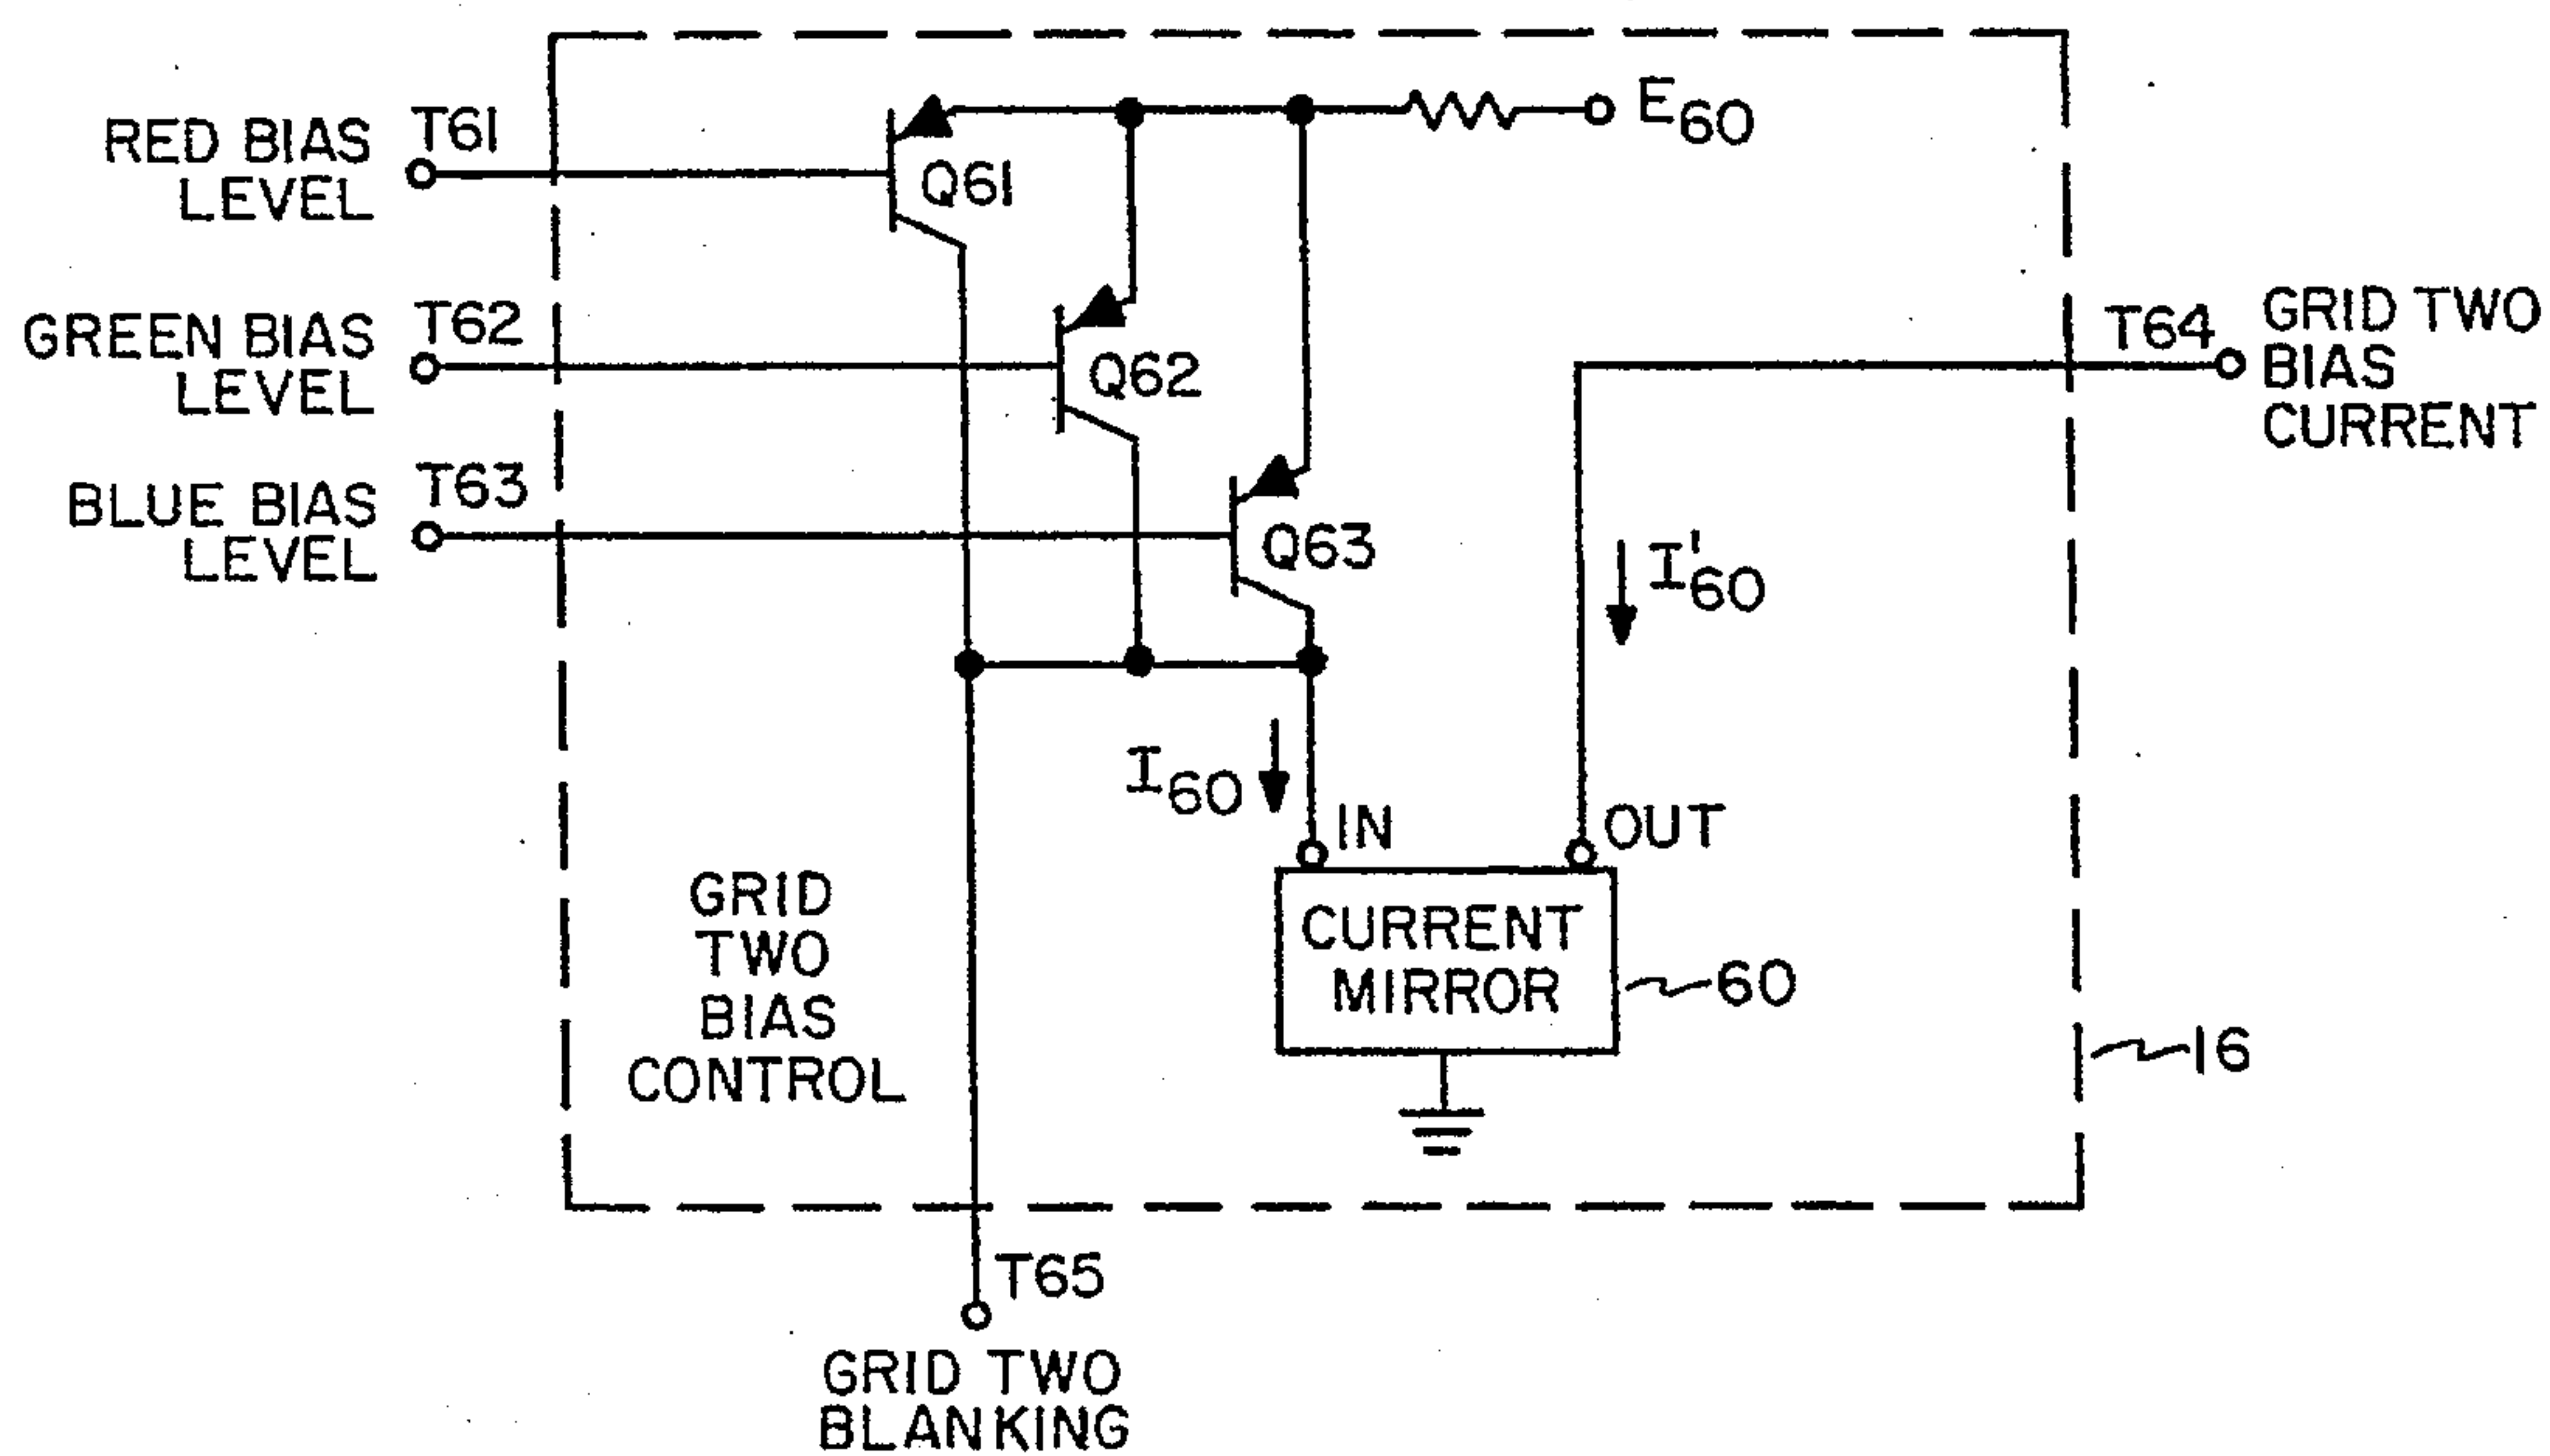 RED BIAS
LEVEL
T61
Q61
E60
GREEN BIAS
LEVEL
T62
Q62
T64
GRID TWO
BIAS
CURRENT
BLUE BIAS
LEVEL
T63
Q63
I'60
I60
IN
OUT
GRID
TWO
BIAS
CONTROL
CURRENT
MIRROR
60
16
T65
GRID TWO
BLANKING